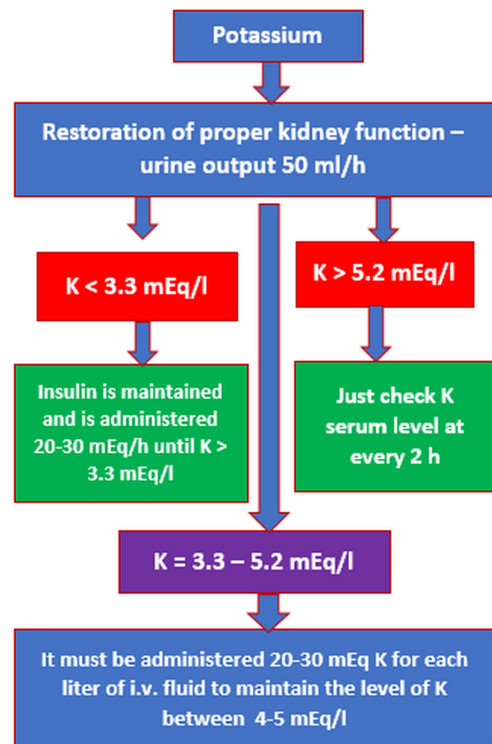 Potassium
Restoration of proper kidney function –
urine output 50 ml/h
K < 3.3 mEq/l
K > 5.2 mEq/l
Insulin is maintained
and is administered
20-30 mEq/h until K >
3.3 mEq/l
Just check K
serum level at
every 2 h
K = 3.3 – 5.2 mEq/l
It must be administered 20-30 mEq K for each
liter of i.v. fluid to maintain the level of K
between 4-5 mEq/l